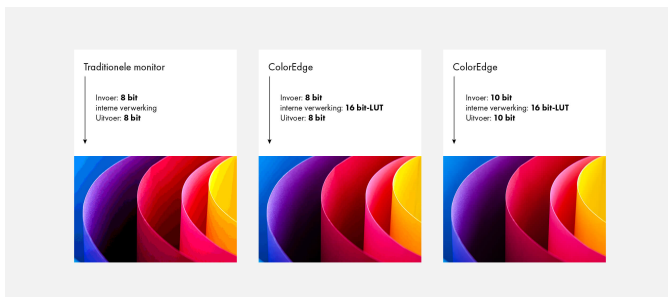 Traditionele monitor
Invoer: 8 bit
interne verwerking
Uitvoer: 8 bit
ColorEdge
Invoer: 8 bit
interne verwerking: 16 bit-LUT
Uitvoer: 8 bit
ColorEdge
Invoer: 10 bit
interne verwerking: 16 bit-LUT
Uitvoer: 10 bit